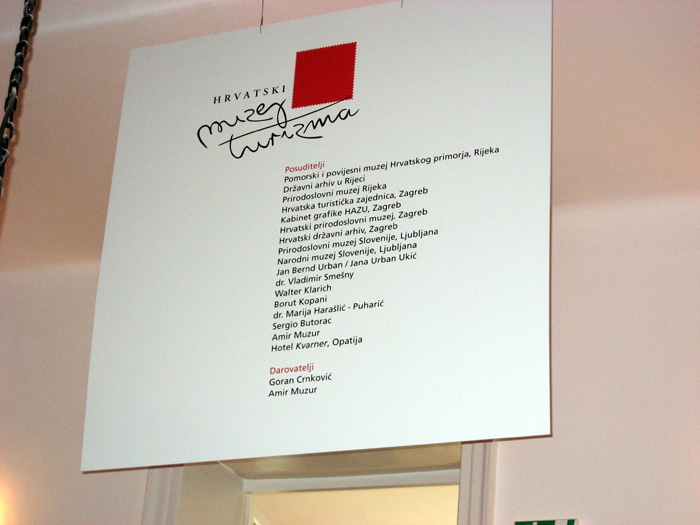 HRVATSKI
muzej
turizma
Posuditelji
Pomorski i povijesni muzej Hrvatskog primorja, Rijeka
Državni arhiv u Rijeci
Prirodoslovni muzej Rijeka
Hrvatska turistička zajednica, Zagreb
Kabinet grafike HAZU, Zagreb
Hrvatski prirodoslovni muzej, Zagreb
Hrvatski državni arhiv, Zagreb
Prirodoslovni muzej Slovenije, Ljubljana
Narodni muzej Slovenije, Ljubljana
Jan Bernd Urban / Jana Urban Ukić
dr. Vladimir Smešny
Walter Klarich
Borut Kopani
dr. Marija Harašlić - Puharić
Sergio Butorac
Amir Muzur
Hotel Kvarner, Opatija
Darovatelji
Goran Crnković
Amir Muzur